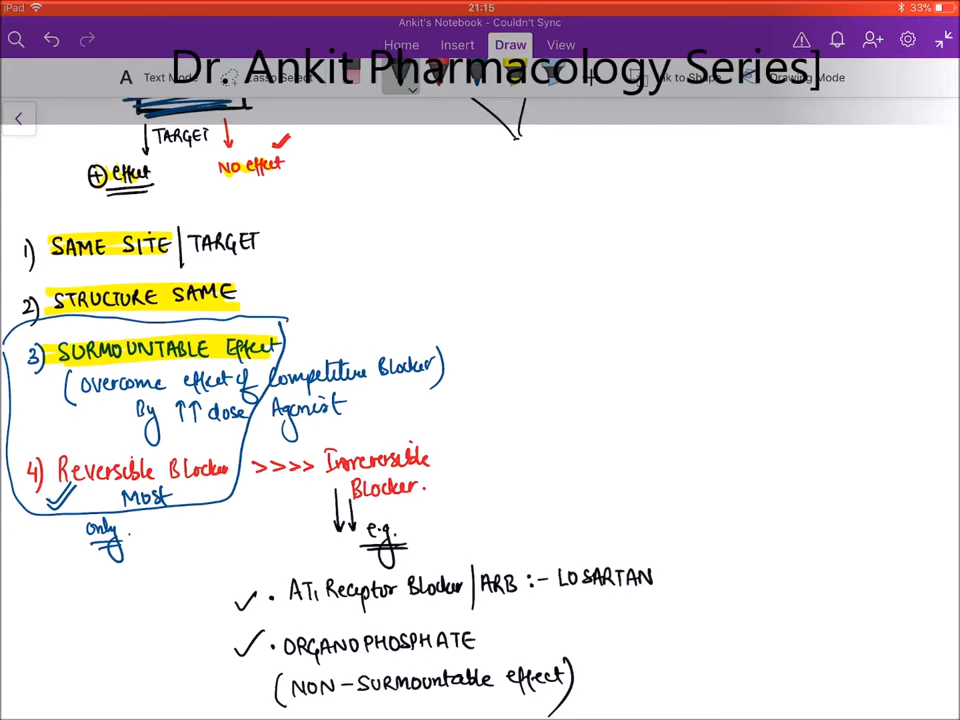 iPad 21:15 33%
Ankit's Notebook - Couldn't Sync
Home Insert Draw View
Dr. Ankit Pharmacology Series]
A Text Mode Lasso Select Ink to Shape Drawing Mode
TARGET
+ effect No effect
1) SAME SITE | TARGET
2) STRUCTURE SAME
3) SURMOUNTABLE Effect
(overcome effect of Competitive Blocker)
By ↑↑ dose Agonist
4) Reversible Blocker >>>> Irreversible
Most Blocker.
only.
e.g.
• AT1 Receptor Blocker | ARB :- LOSARTAN
• ORGANOPHOSPHATE
(NON-SURMOUNTABLE effect)